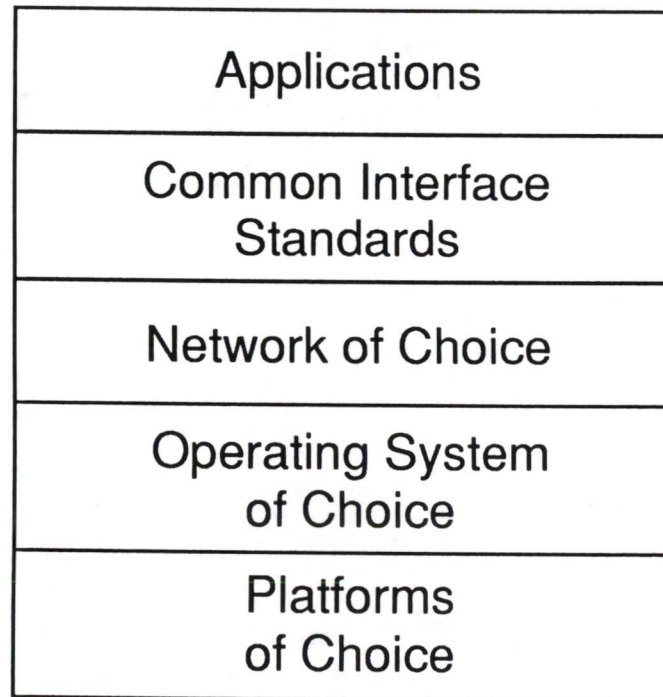 Applications
Common Interface
Standards
Network of Choice
Operating System
of Choice
Platforms
of Choice